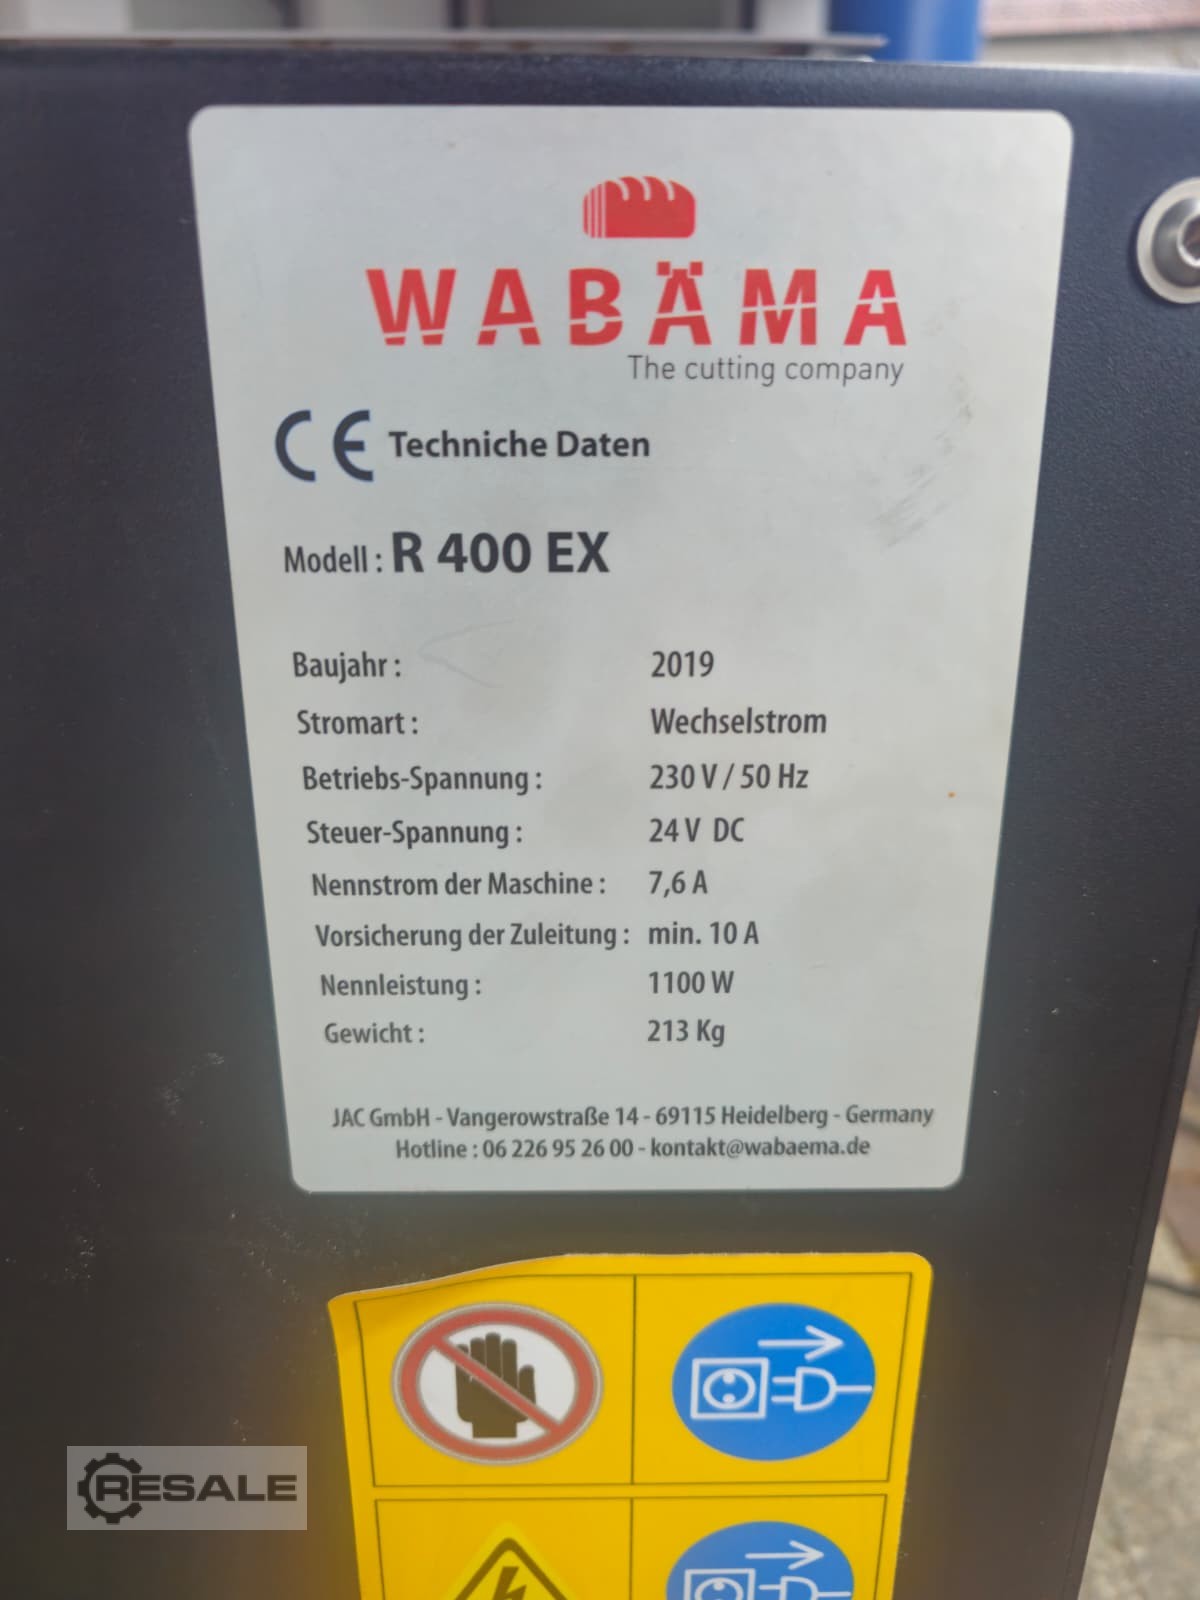 WABÄMA
The cutting company
CE Techniche Daten
Modell : R 400 EX
Baujahr : 2019
Stromart : Wechselstrom
Betriebs-Spannung : 230 V / 50 Hz
Steuer-Spannung : 24 V DC
Nennstrom der Maschine : 7,6 A
Vorsicherung der Zuleitung : min. 10 A
Nennleistung : 1100 W
Gewicht : 213 Kg
JAC GmbH - Vangerowstraße 14 - 69115 Heidelberg - Germany
Hotline : 06 226 95 26 00 - kontakt@wabaema.de
RESALE